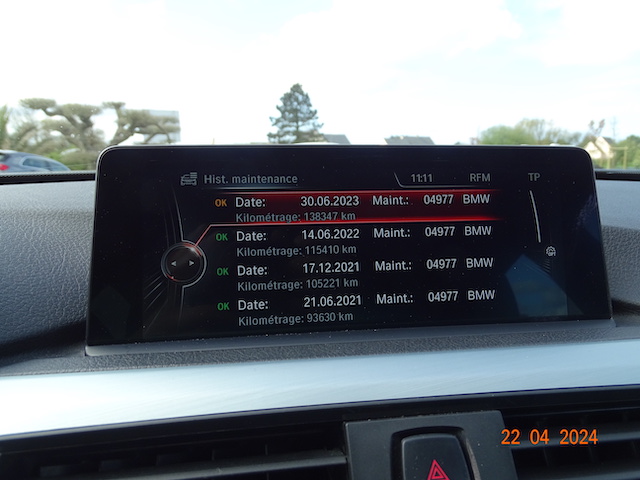 Hist. maintenance 11:11 RFM TP
OK Date: 30.06.2023 Maint.: 04977 BMW
Kilométrage: 138347 km
OK Date: 14.06.2022 Maint.: 04977 BMW
Kilométrage: 115410 km
OK Date: 17.12.2021 Maint.: 04977 BMW
Kilométrage: 105221 km
OK Date: 21.06.2021 Maint.: 04977 BMW
Kilométrage: 93630 km
22 04 2024